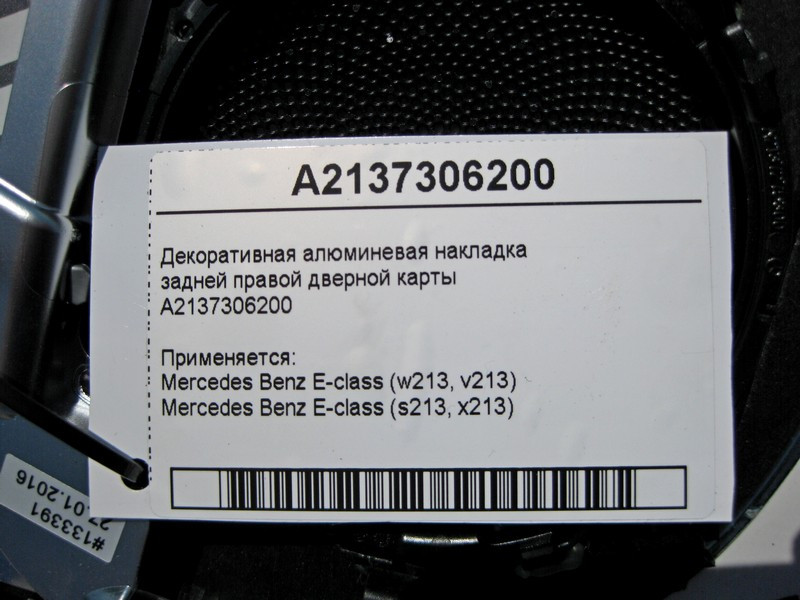 A2137306200
Декоративная алюминевая накладка
задней правой дверной карты
A2137306200
Применяется:
Mercedes Benz E-class (w213, v213)
Mercedes Benz E-class (s213, x213)
#133391
27.01.2016